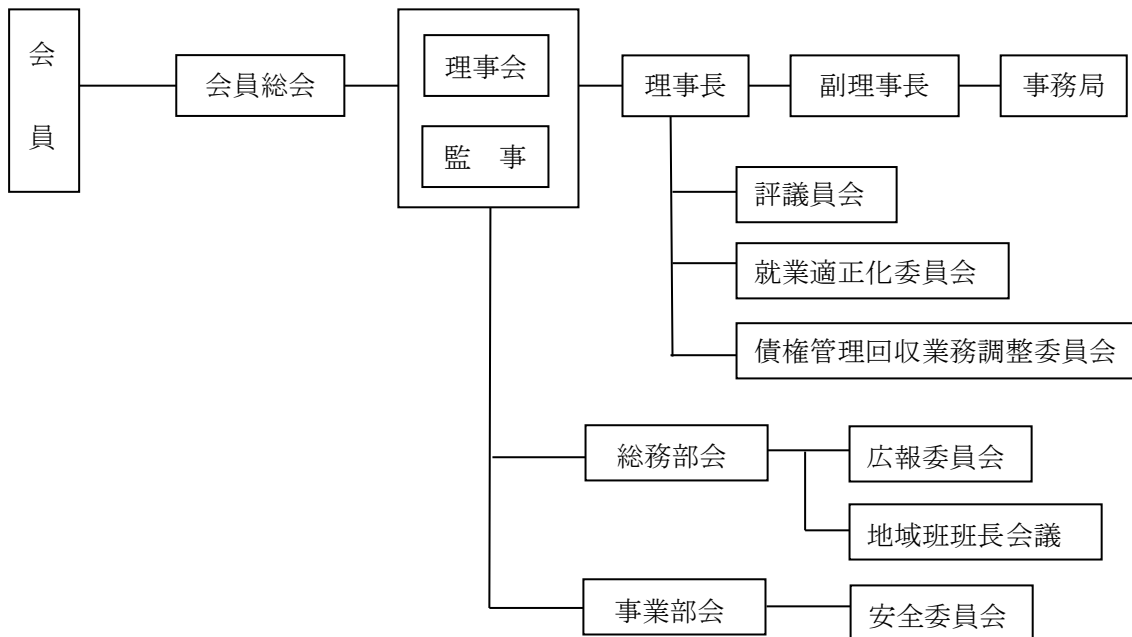 会員
会員総会
理事会
監　事
理事長
副理事長
事務局
評議員会
就業適正化委員会
債権管理回収業務調整委員会
総務部会
広報委員会
地域班班長会議
事業部会
安全委員会